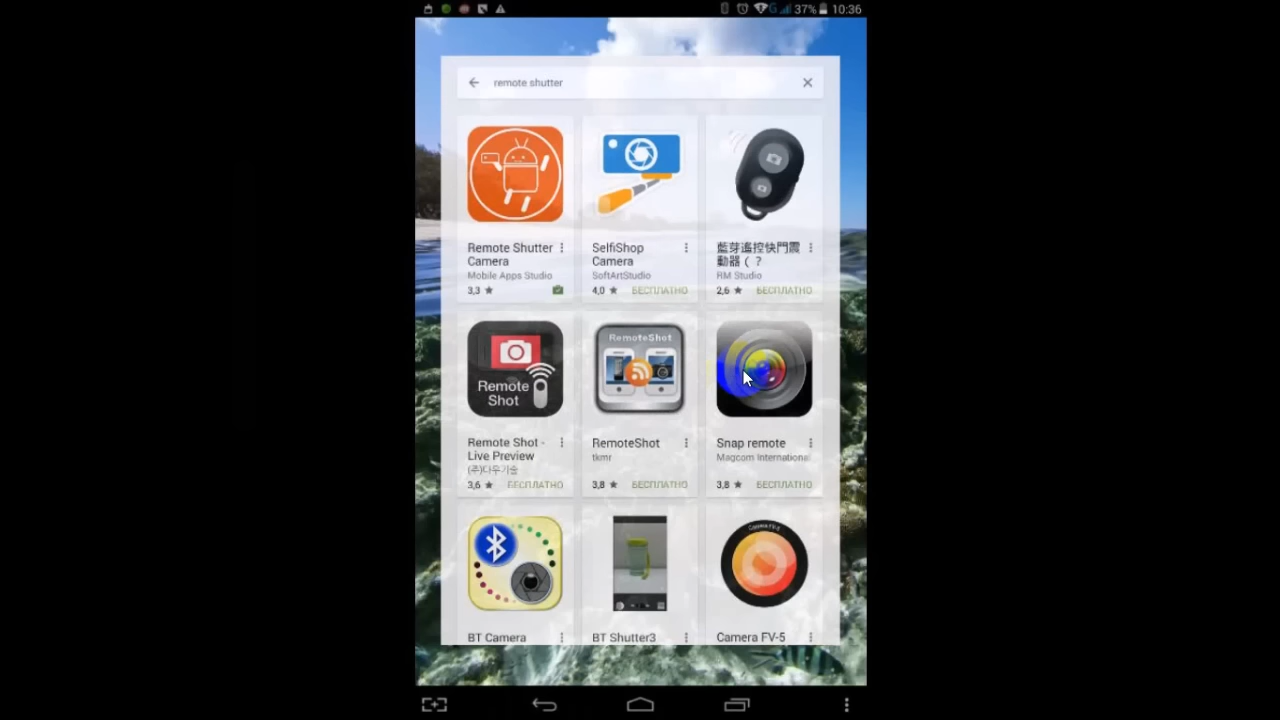 37% 10:36
remote shutter
Remote Shutter Camera
Mobile Apps Studio
3,3
SelfiShop Camera
SoftArtStudio
4,0 БЕСПЛАТНО
藍芽遙控快門震動器 ( ?
RM Studio
2,6 БЕСПЛАТНО
Remote Shot
Remote Shot - Live Preview
(주)다우기술
3,6 БЕСПЛАТНО
RemoteShot
RemoteShot
tkmr
3,8 БЕСПЛАТНО
Snap remote
Magcom International
3,8 БЕСПЛАТНО
BT Camera
BT Shutter3
Camera FV-5
Camera FV-5